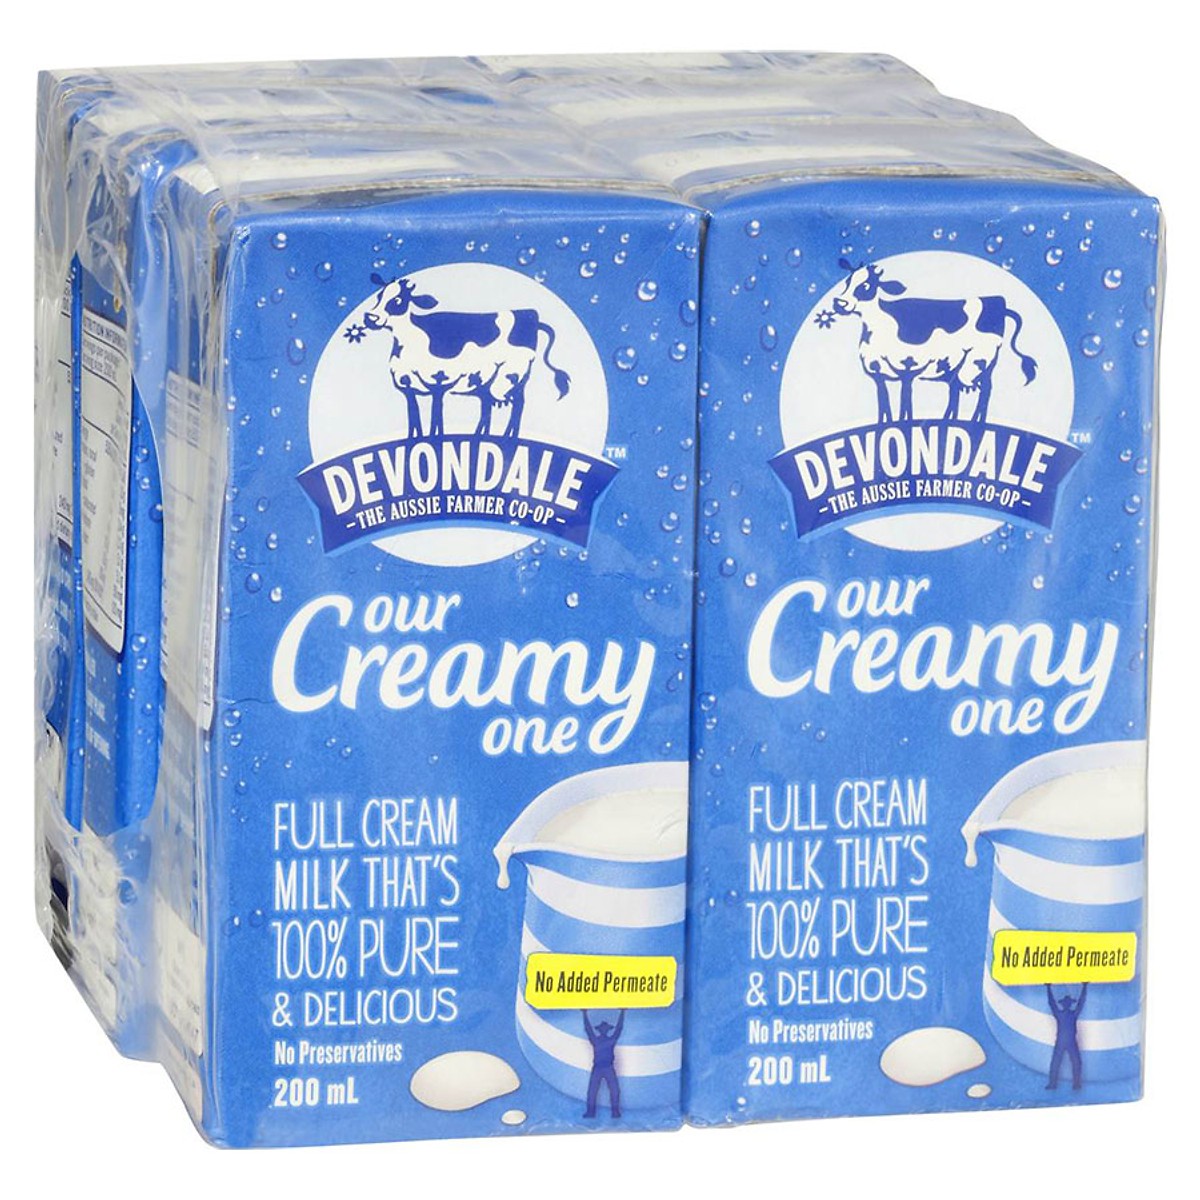 DEVONDALE
TM
-THE AUSSIE FARMER CO-OP-
our
Creamy
one
FULL CREAM
MILK THAT'S
100% PURE
& DELICIOUS
No Added Permeate
No Preservatives
200 mL
DEVONDALE
TM
-THE AUSSIE FARMER CO-OP-
our
Creamy
one
FULL CREAM
MILK THAT'S
100% PURE
& DELICIOUS
No Added Permeate
No Preservatives
200 mL